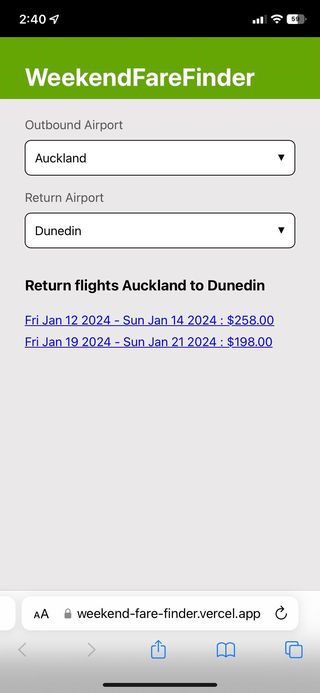 2:40
59
WeekendFareFinder
Outbound Airport
Auckland
Return Airport
Dunedin
Return flights Auckland to Dunedin
Fri Jan 12 2024 - Sun Jan 14 2024 : $258.00
Fri Jan 19 2024 - Sun Jan 21 2024 : $198.00
AA weekend-fare-finder.vercel.app